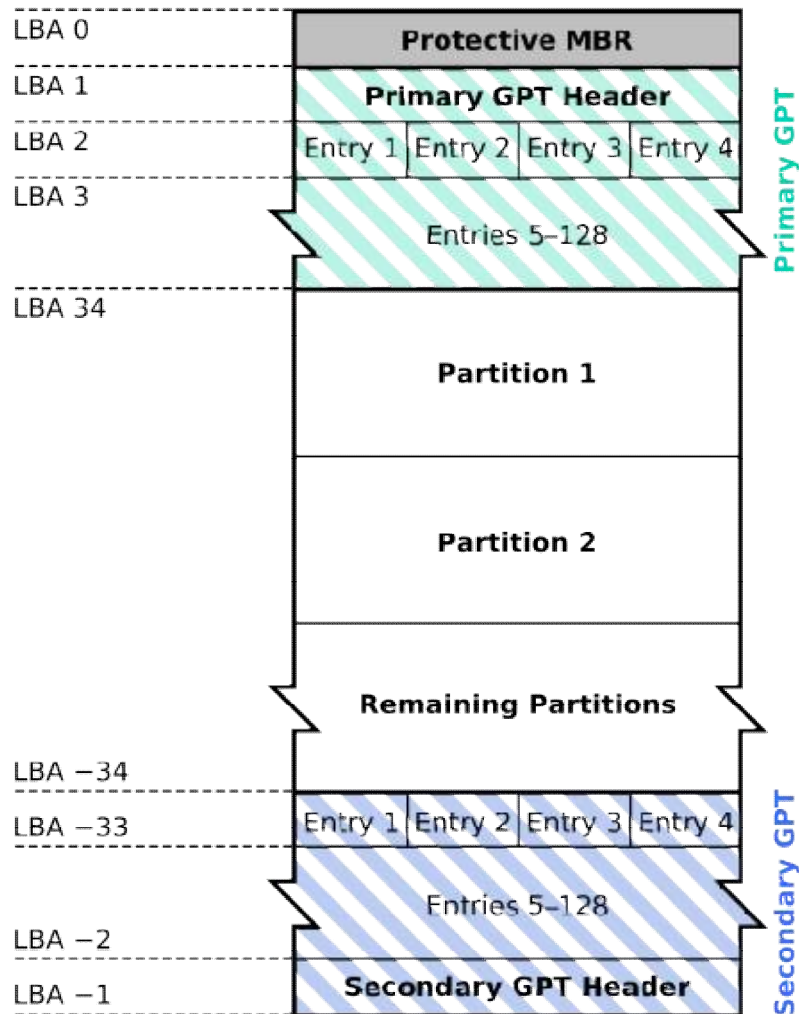 LBA 0
Protective MBR
LBA 1
Primary GPT Header
LBA 2
Entry 1 Entry 2 Entry 3 Entry 4
LBA 3
Entries 5–128
Primary GPT
LBA 34
Partition 1
Partition 2
Remaining Partitions
LBA −34
LBA −33
Entry 1 Entry 2 Entry 3 Entry 4
Entries 5–128
LBA −2
Secondary GPT Header
LBA −1
Secondary GPT